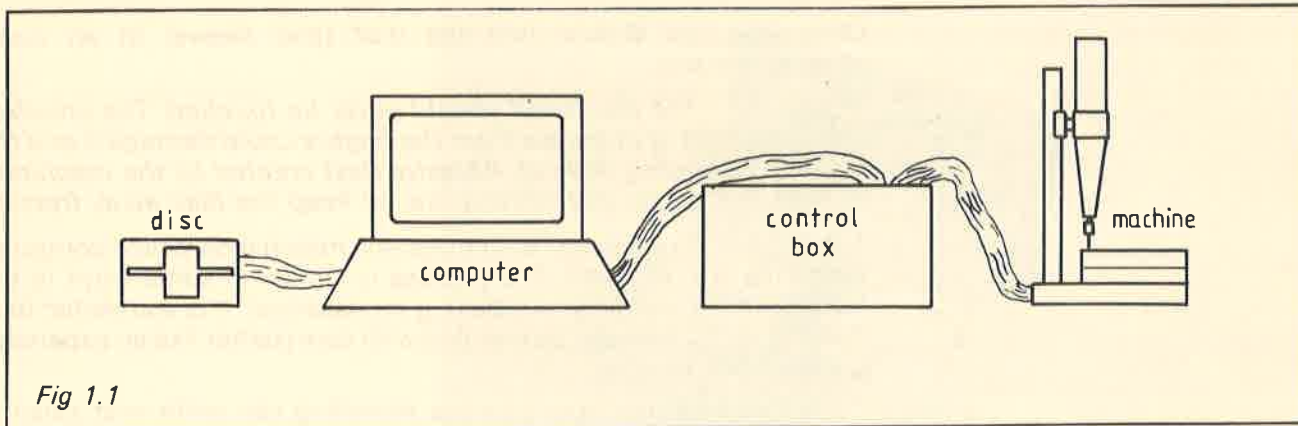 disc
computer
control
box
machine
Fig 1.1